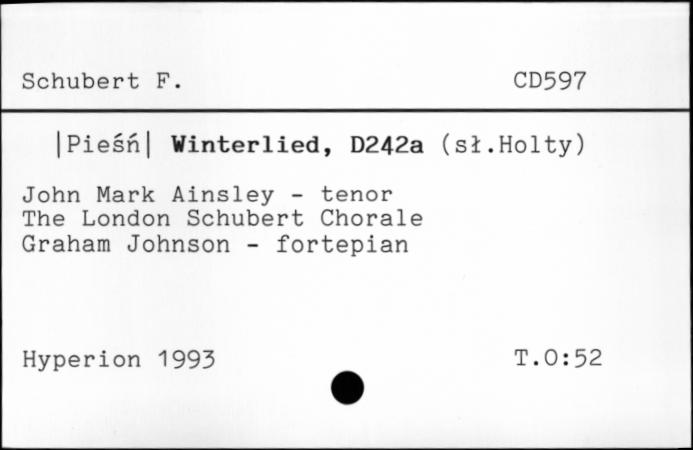 Schubert F. CD597
|Pieśń| Winterlied, D242a (sł.Holty)
John Mark Ainsley - tenor
The London Schubert Chorale
Graham Johnson - fortepian
Hyperion 1993 T.0:52